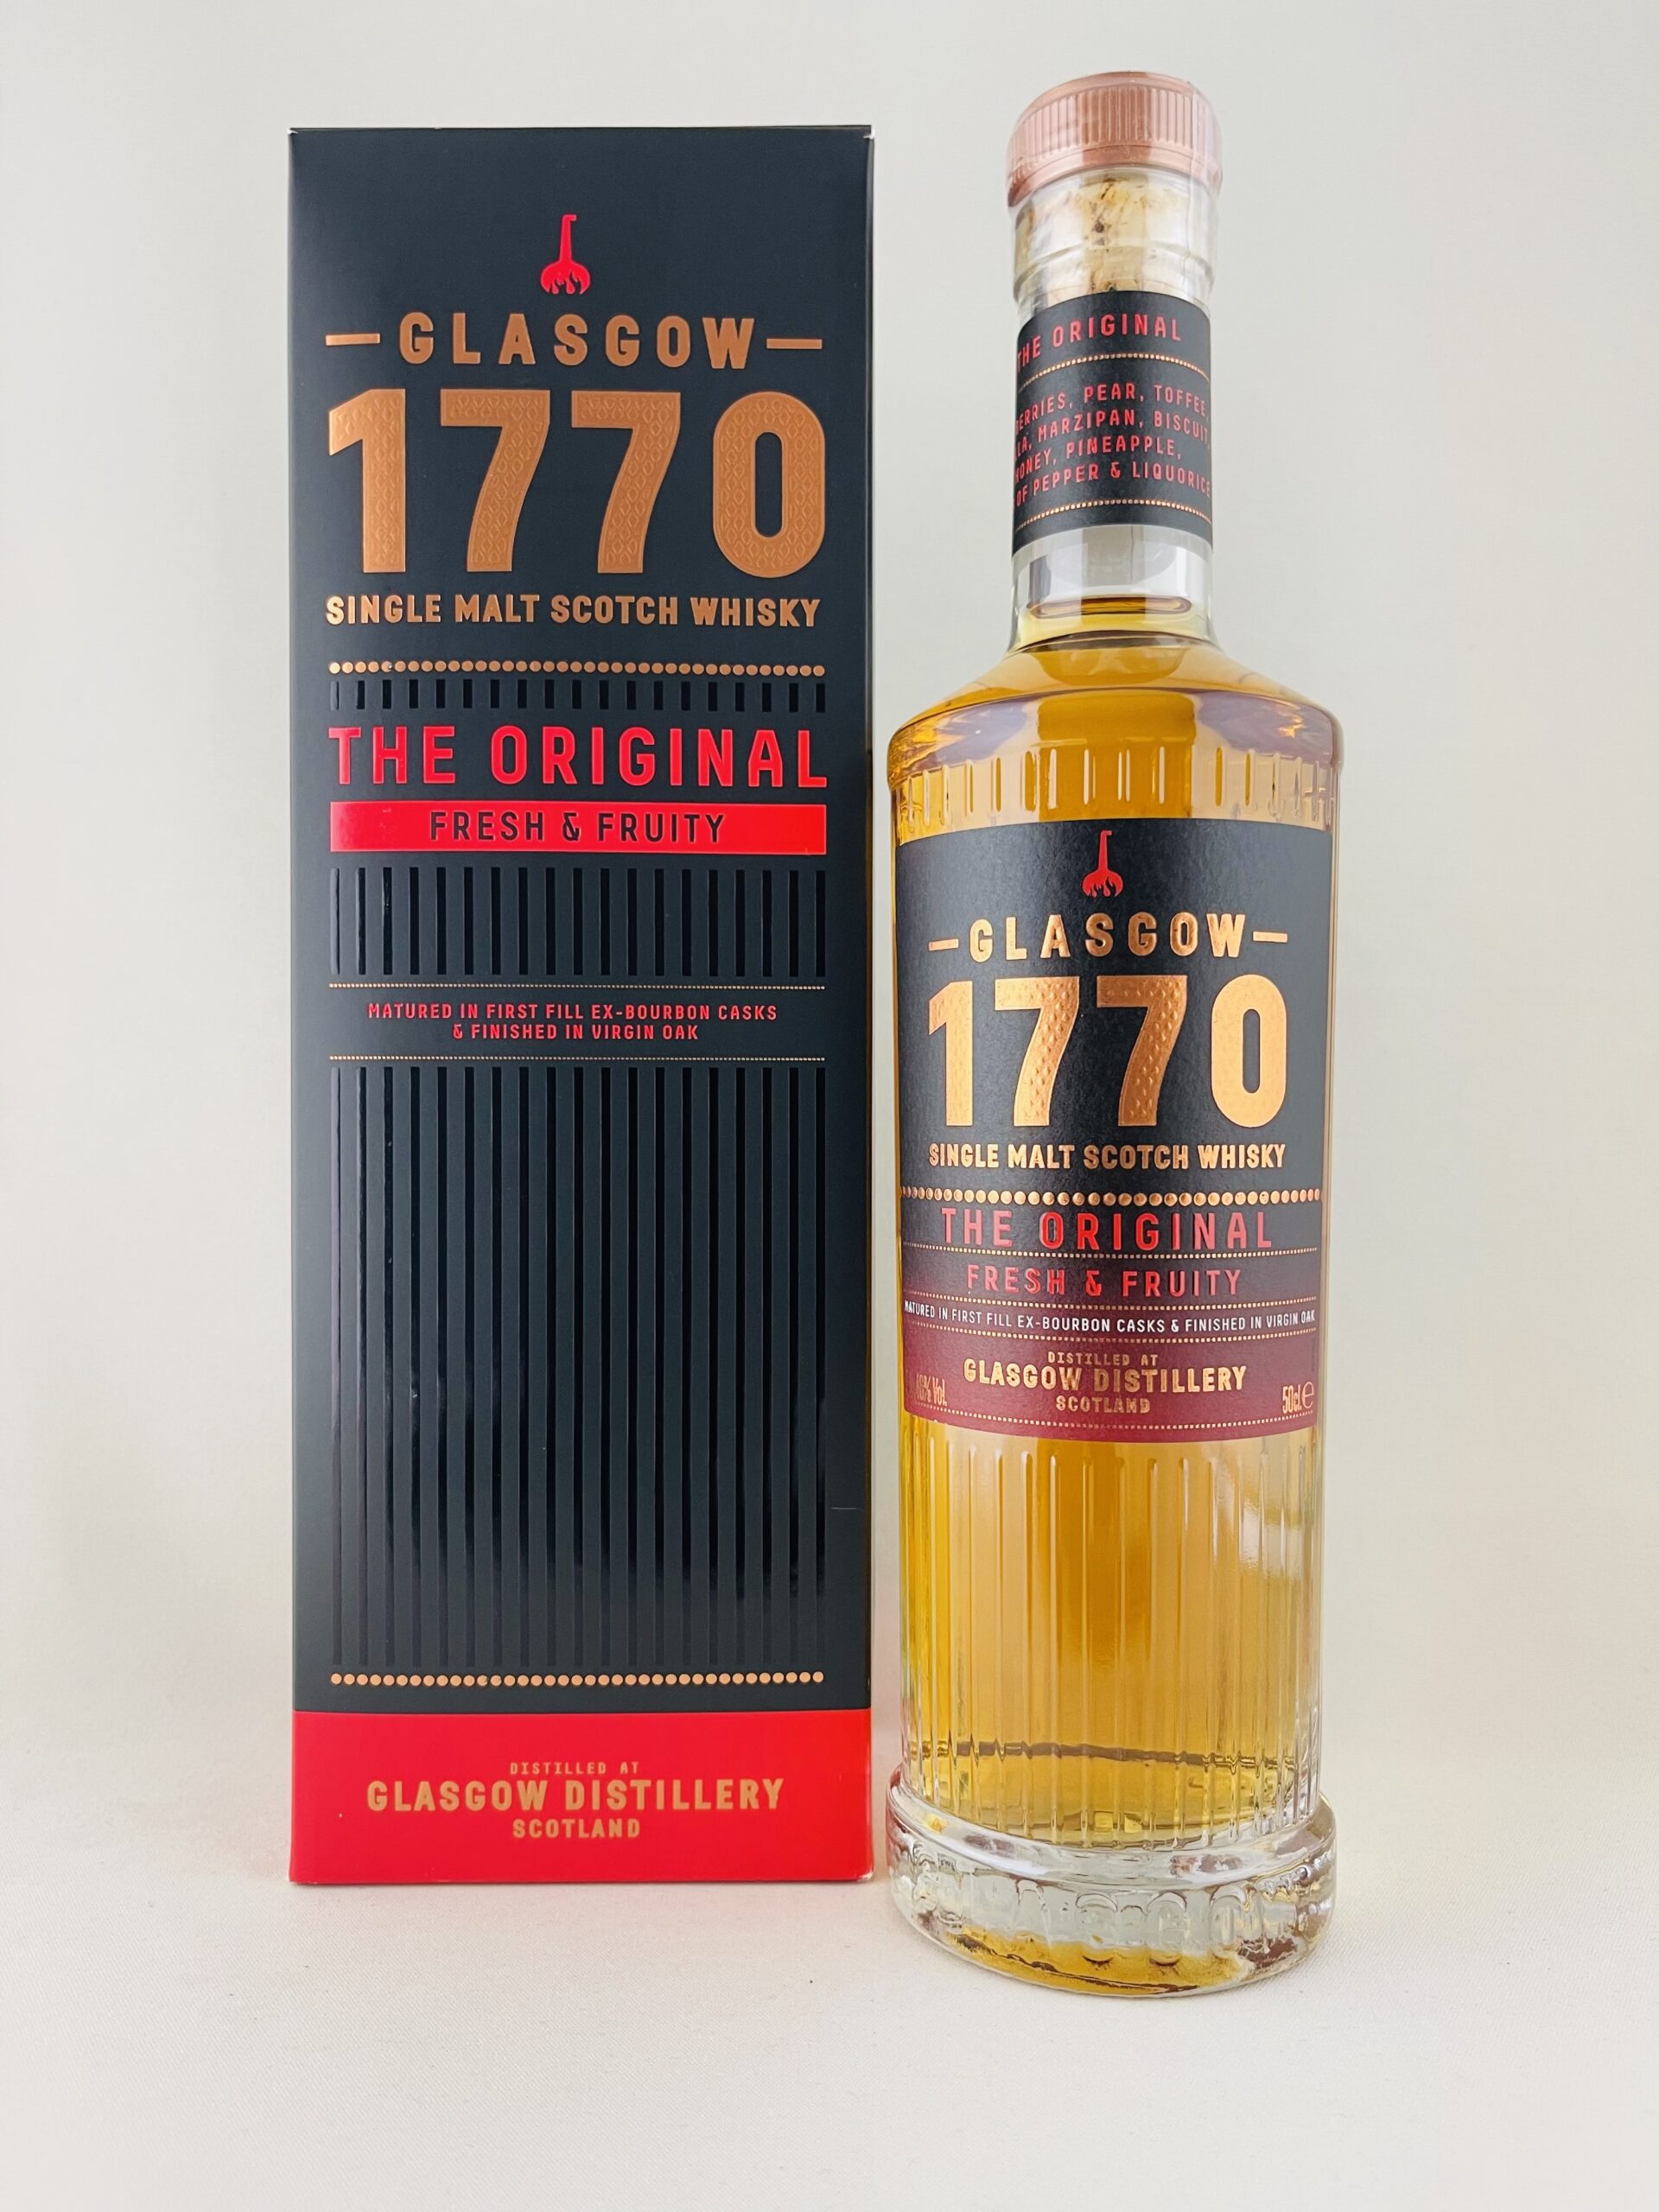 GLASGOW
1770
SINGLE MALT SCOTCH WHISKY
THE ORIGINAL
FRESH & FRUITY
MATURED IN FIRST FILL EX-BOURBON CASKS
& FINISHED IN VIRGIN OAK
DISTILLED AT
GLASGOW DISTILLERY
SCOTLAND
THE ORIGINAL
PEAR, TOFFEE,
MARZIPAN, BISCUIT,
HONEY, PINEAPPLE,
OF PEPPER & LIQUORICE
GLASGOW
1770
SINGLE MALT SCOTCH WHISKY
THE ORIGINAL
FRESH & FRUITY
MATURED IN FIRST FILL EX-BOURBON CASKS & FINISHED IN VIRGIN OAK
DISTILLED AT
GLASGOW DISTILLERY
SCOTLAND
Vol.
50cl e